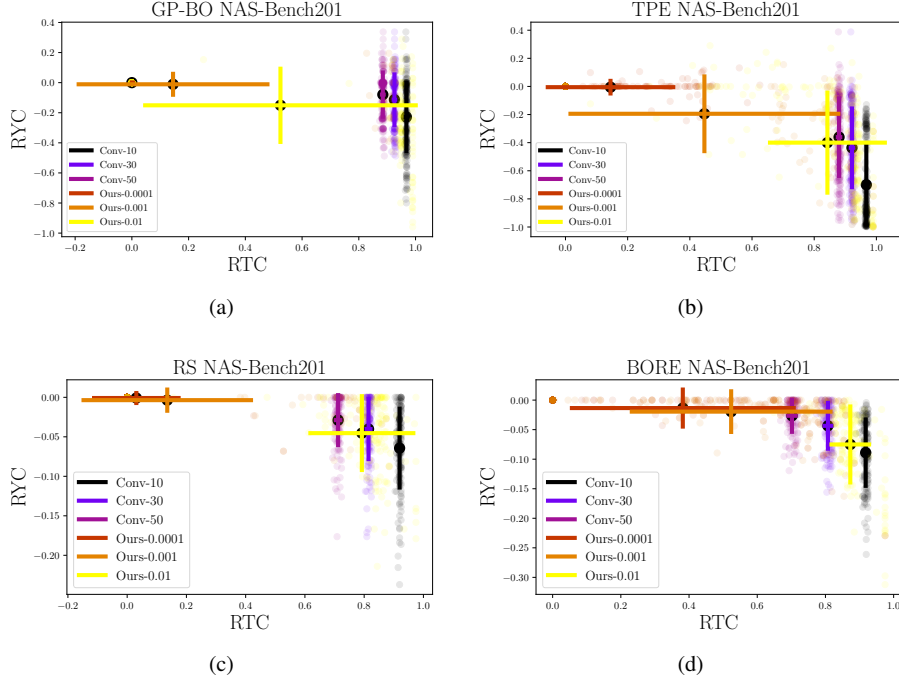 GP-BO NAS-Bench201
RYC
0.4
0.2
0.0
−0.2
−0.4
−0.6
−0.8
−1.0
Conv-10
Conv-30
Conv-50
Ours-0.0001
Ours-0.001
Ours-0.01
−0.2
0.0
0.2
0.4
0.6
0.8
1.0
RTC
(a)
TPE NAS-Bench201
RYC
0.4
0.2
0.0
−0.2
−0.4
−0.6
−0.8
−1.0
Conv-10
Conv-30
Conv-50
Ours-0.0001
Ours-0.001
Ours-0.01
0.0
0.2
0.4
0.6
0.8
1.0
RTC
(b)
RS NAS-Bench201
RYC
0.00
−0.05
−0.10
−0.15
−0.20
Conv-10
Conv-30
Conv-50
Ours-0.0001
Ours-0.001
Ours-0.01
−0.2
0.0
0.2
0.4
0.6
0.8
1.0
RTC
(c)
BORE NAS-Bench201
RYC
0.00
−0.05
−0.10
−0.15
−0.20
−0.25
−0.30
Conv-10
Conv-30
Conv-50
Ours-0.0001
Ours-0.001
Ours-0.01
0.0
0.2
0.4
0.6
0.8
1.0
RTC
(d)